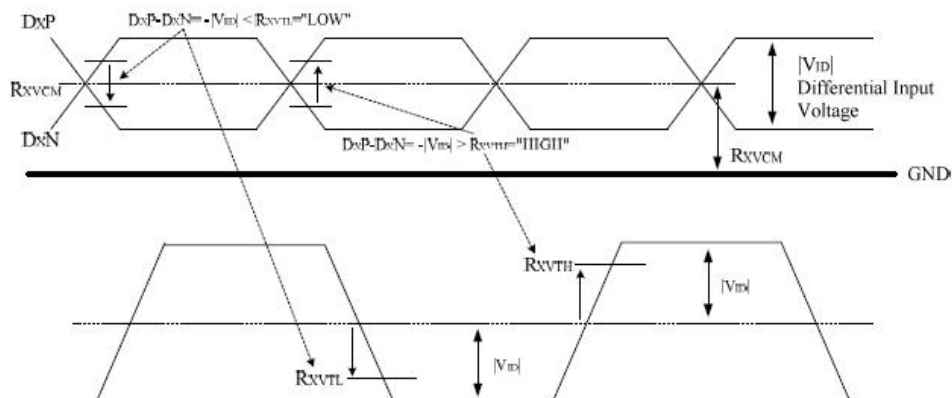 DxP
DxP-DxN= -|VID| < RXVTL="LOW"
RXVCM
|VID|
Differential Input
Voltage
DxN
DxP-DxN= -|VID| > RXVTH="HIGH"
RXVCM
GND
RXVTH
|VID|
|VID|
RXVTL